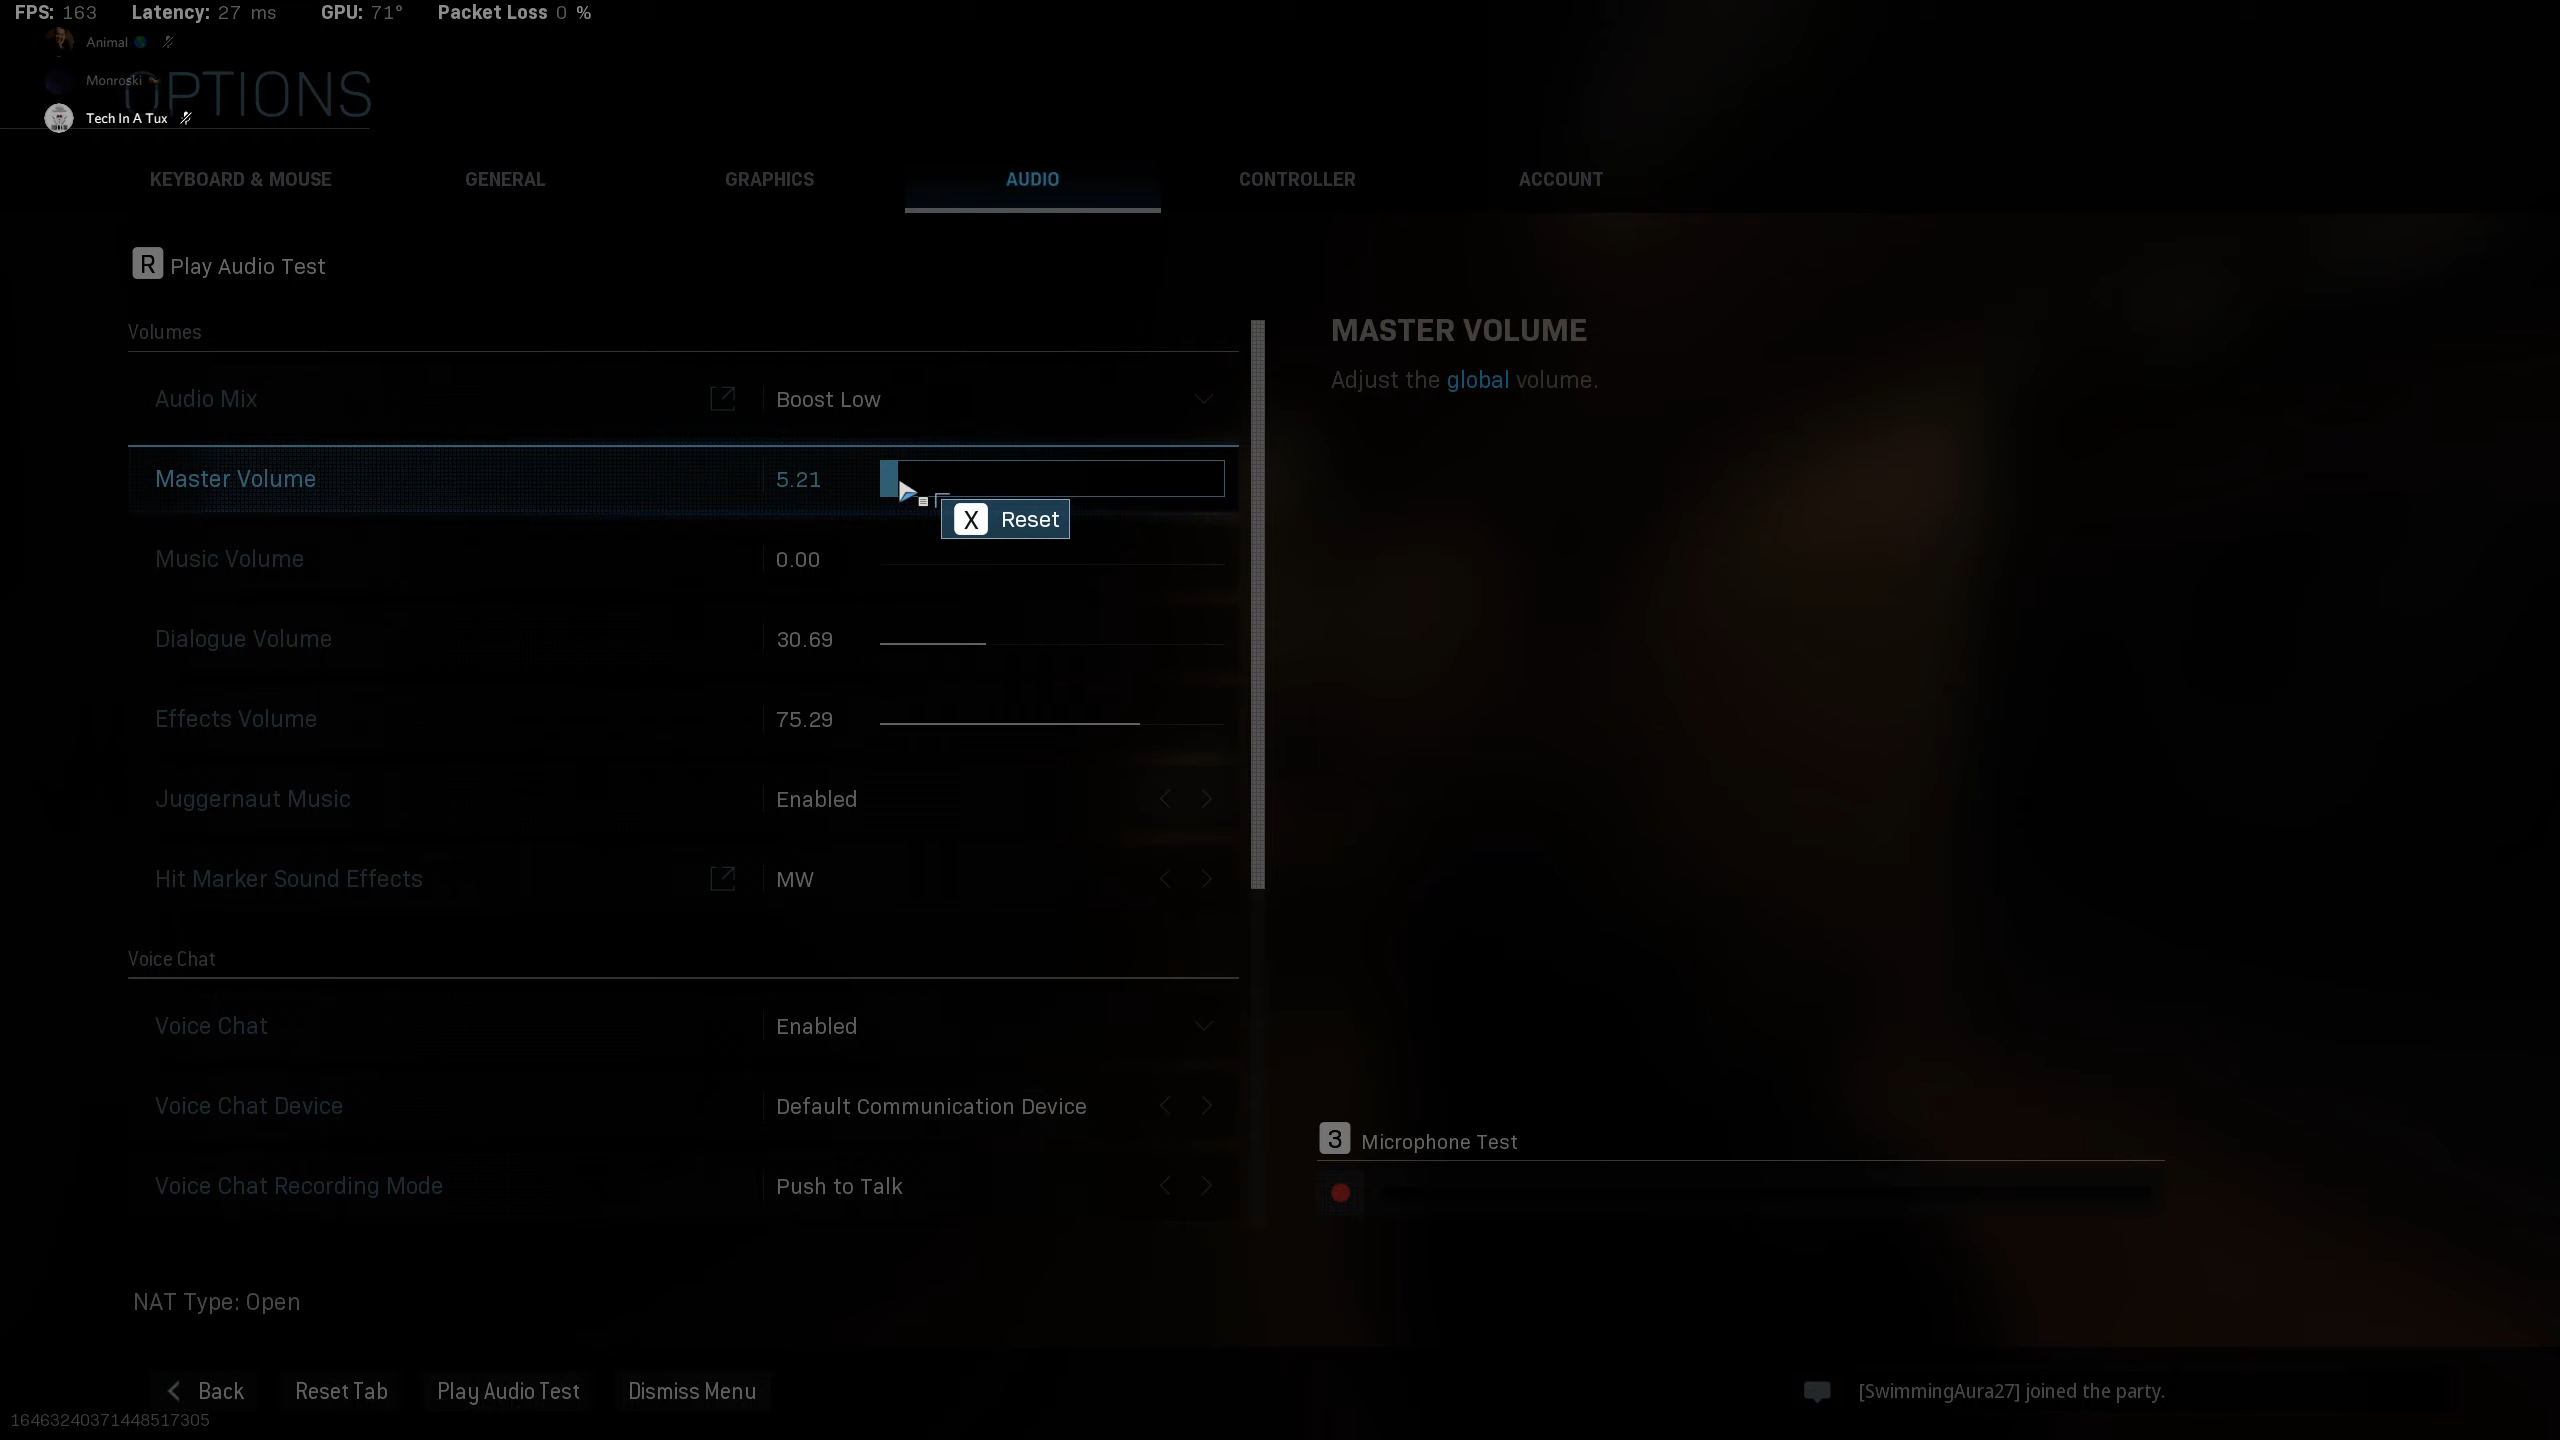 FPS: 163 Latency: 27 ms GPU: 71° Packet Loss 0 %
Animal
Monroski
OPTIONS
Tech In A Tux
KEYBOARD & MOUSE GENERAL GRAPHICS AUDIO CONTROLLER ACCOUNT
R Play Audio Test
Volumes
MASTER VOLUME
Adjust the global volume.
Audio Mix Boost Low
Master Volume 5.21
X Reset
Music Volume 0.00
Dialogue Volume 30.69
Effects Volume 75.29
Juggernaut Music Enabled
Hit Marker Sound Effects MW
Voice Chat
Voice Chat Enabled
Voice Chat Device Default Communication Device
3 Microphone Test
Voice Chat Recording Mode Push to Talk
NAT Type: Open
Back Reset Tab Play Audio Test Dismiss Menu
[SwimmingAura27] joined the party.
16463240371448517305